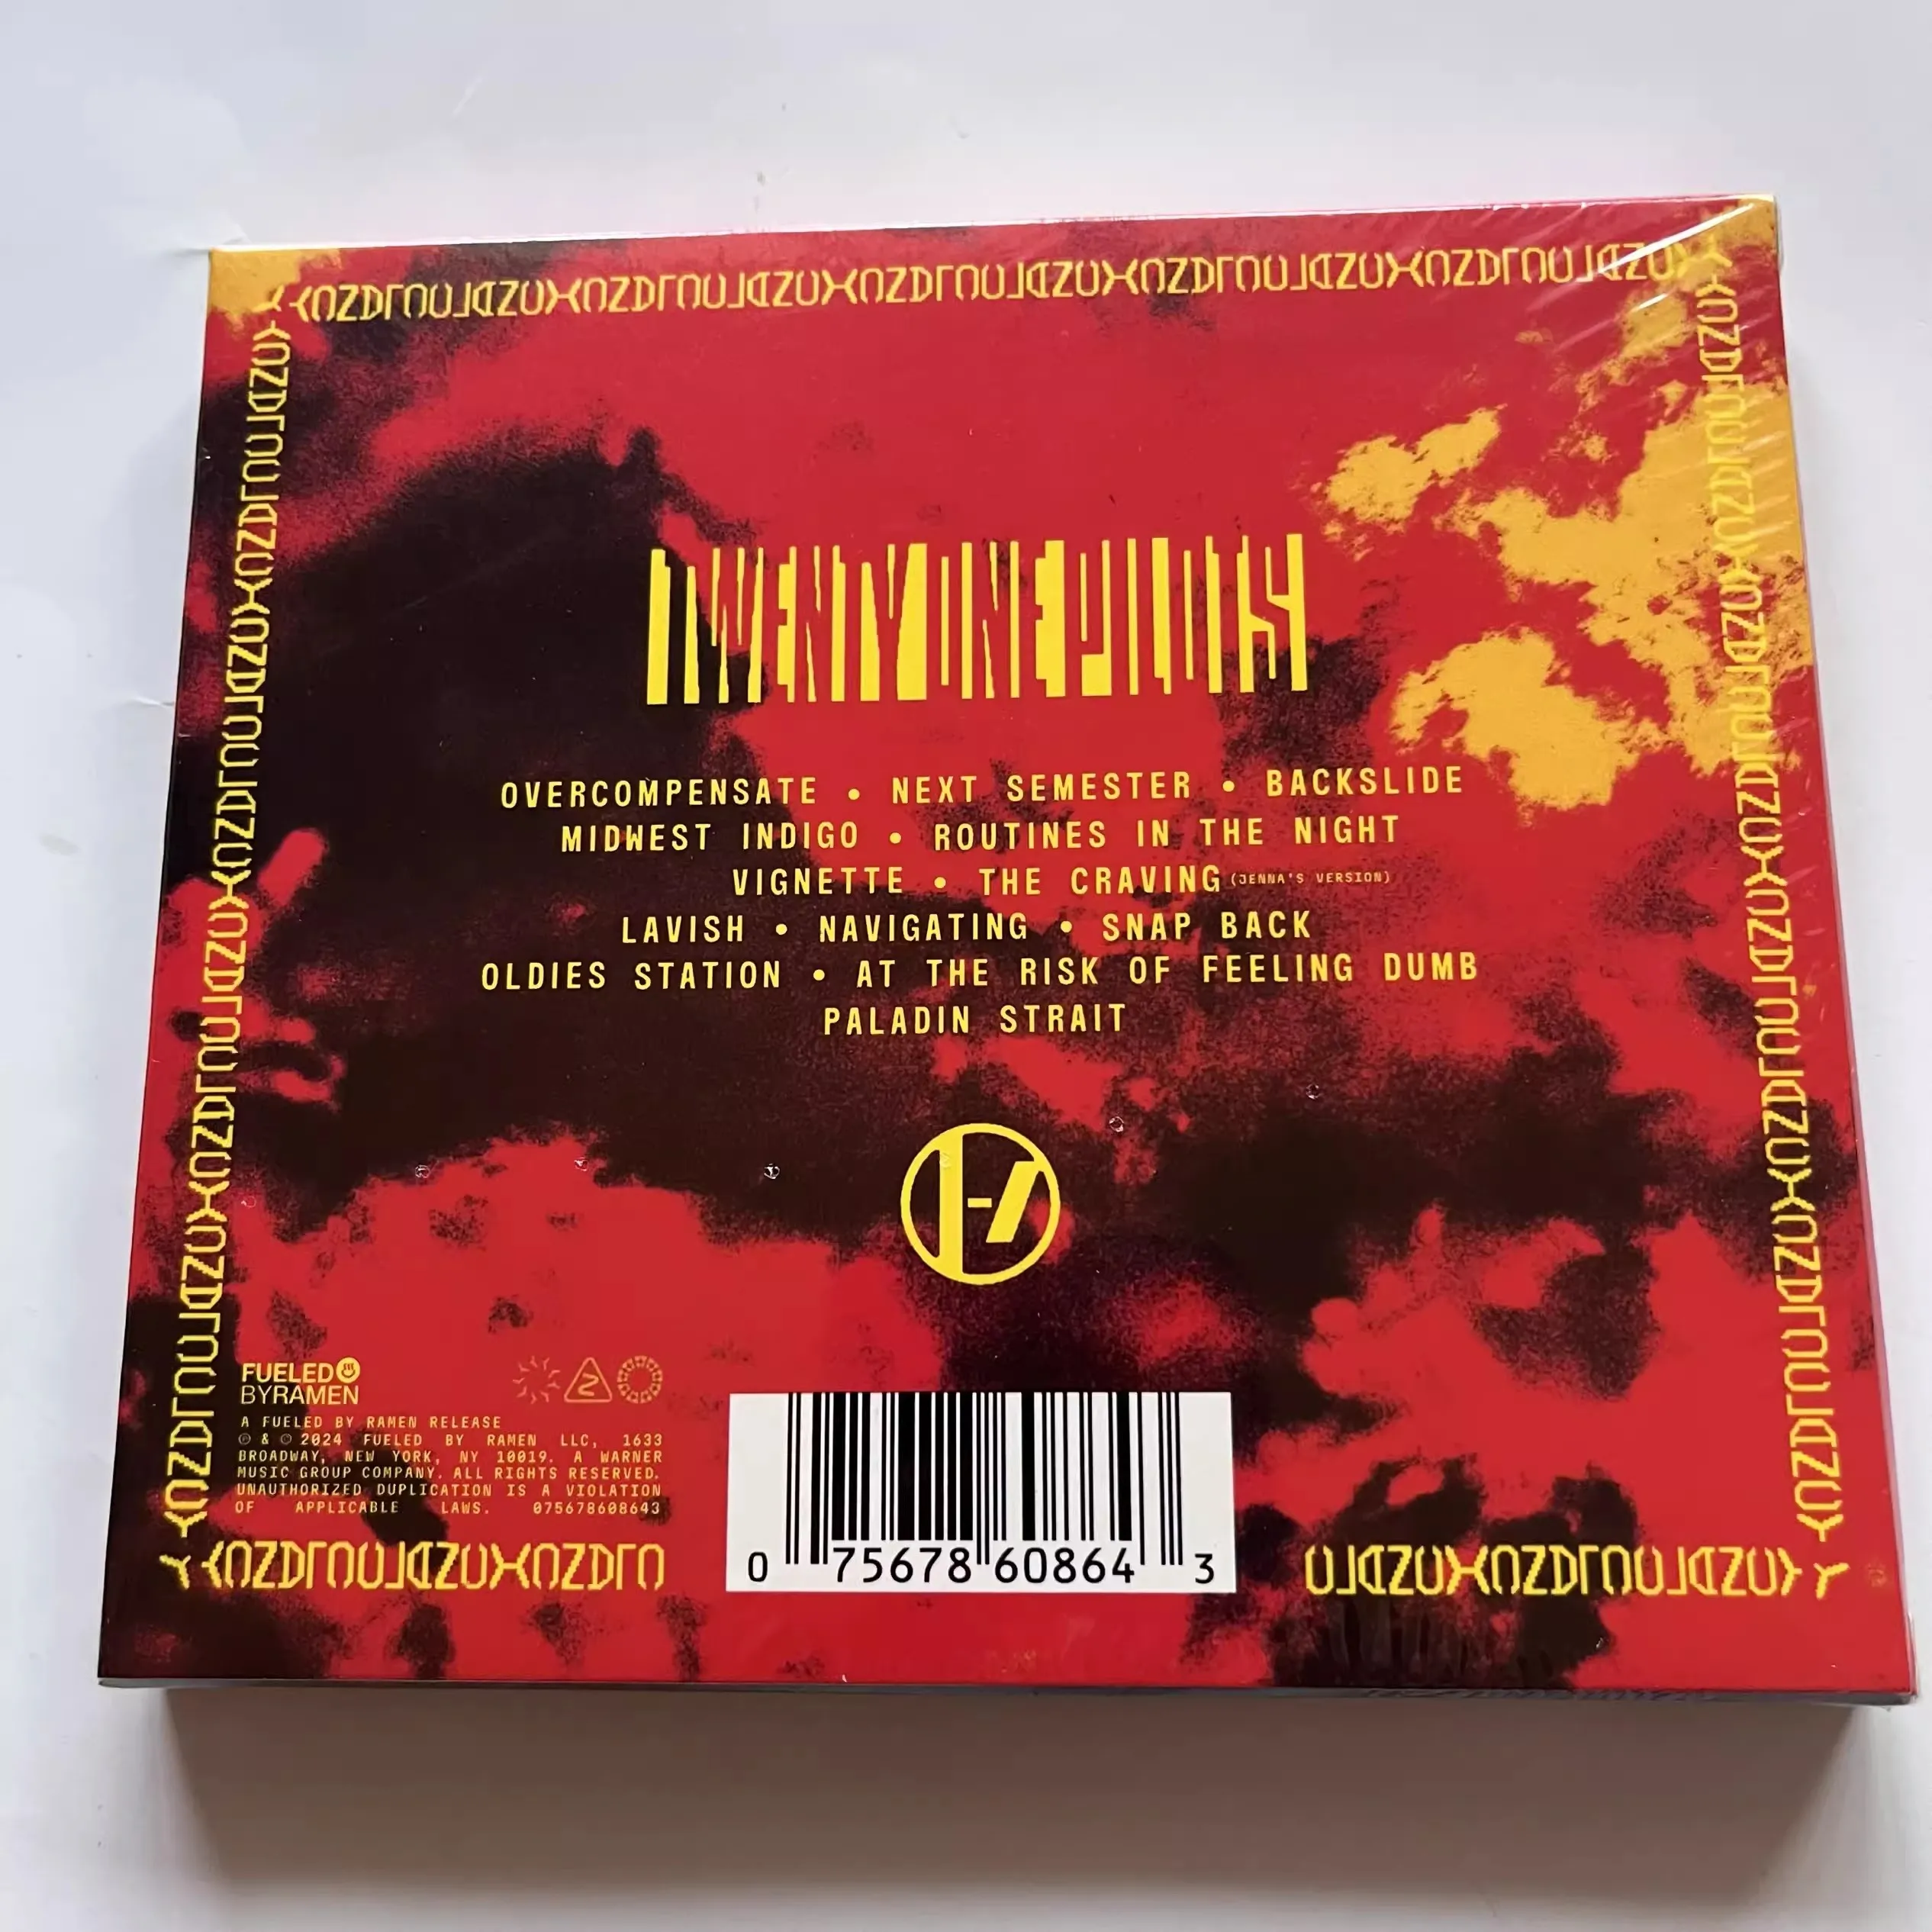 TWENTY ONE PILOTS
OVERCOMPENSATE • NEXT SEMESTER • BACKSLIDE
MIDWEST INDIGO • ROUTINES IN THE NIGHT
VIGNETTE • THE CRAVING (JENNA'S VERSION)
LAVISH • NAVIGATING • SNAP BACK
OLDIES STATION • AT THE RISK OF FEELING DUMB
PALADIN STRAIT
FUELED
BYRAMEN
2
A FUELED BY RAMEN RELEASE
℗ & © 2024 FUELED BY RAMEN LLC, 1633
BROADWAY, NEW YORK, NY 10019. A WARNER
MUSIC GROUP COMPANY. ALL RIGHTS RESERVED.
UNAUTHORIZED DUPLICATION IS A VIOLATION
OF APPLICABLE LAWS. 075678608643
0 75678 60864 3